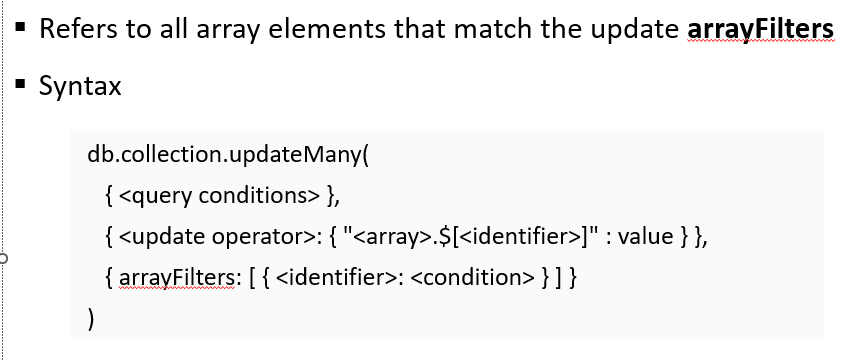 ▪ Refers to all array elements that match the update arrayFilters
▪ Syntax
db.collection.updateMany(
{ <query conditions> },
{ <update operator>: { "<array>.$[<identifier>]" : value } },
{ arrayFilters: [ { <identifier>: <condition> } ] }
)